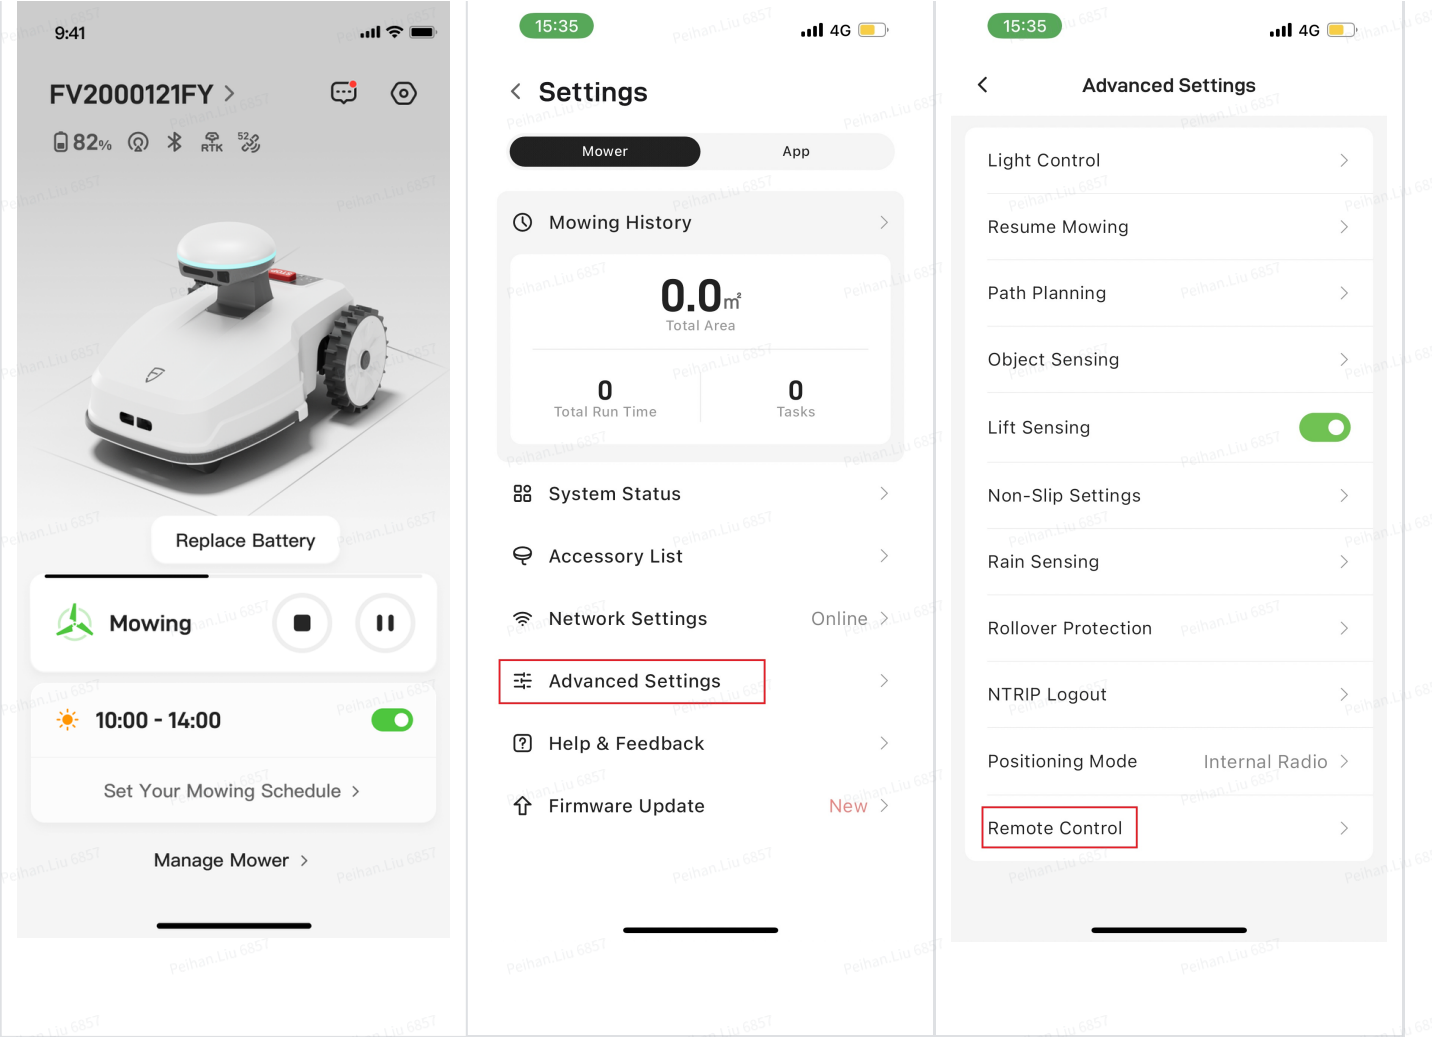 9:41
FV2000121FY
82%
RTK
52
Replace Battery
Mowing
10:00 - 14:00
Set Your Mowing Schedule
Manage Mower
15:35
4G
Settings
Mower
App
Mowing History
0.0㎡
Total Area
0
Total Run Time
0
Tasks
System Status
Accessory List
Network Settings
Online
Advanced Settings
Help & Feedback
Firmware Update
New
15:35
4G
Advanced Settings
Light Control
Resume Mowing
Path Planning
Object Sensing
Lift Sensing
Non-Slip Settings
Rain Sensing
Rollover Protection
NTRIP Logout
Positioning Mode
Internal Radio
Remote Control
Peihan.Liu 6857